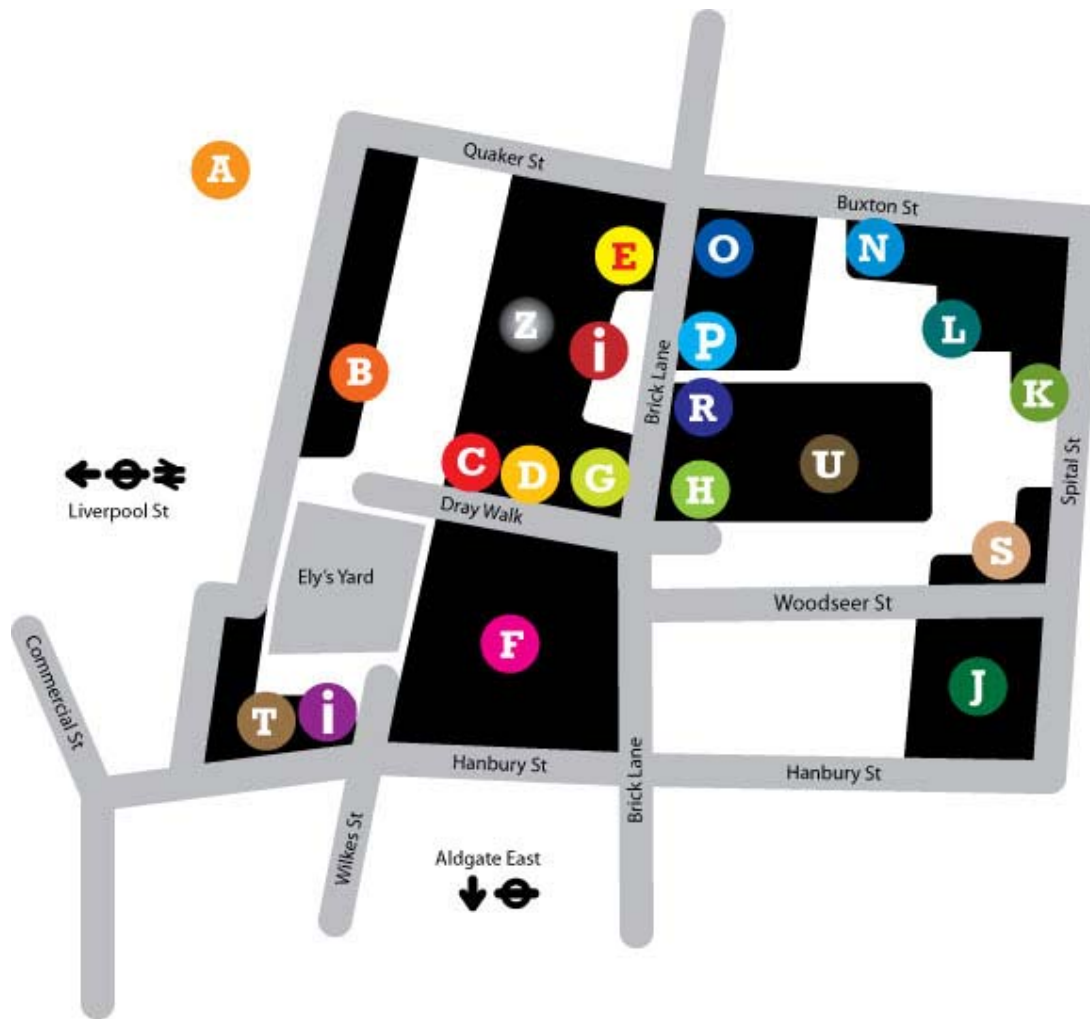 Quaker St
A
Buxton St
E
O
N
Z
i
P
L
B
Brick Lane
R
K
C
D
G
H
U
Spital St
Liverpool St
Dray Walk
S
Ely's Yard
Woodseer St
F
Commercial St
T
i
J
Hanbury St
Hanbury St
Brick Lane
Wilkes St
Aldgate East